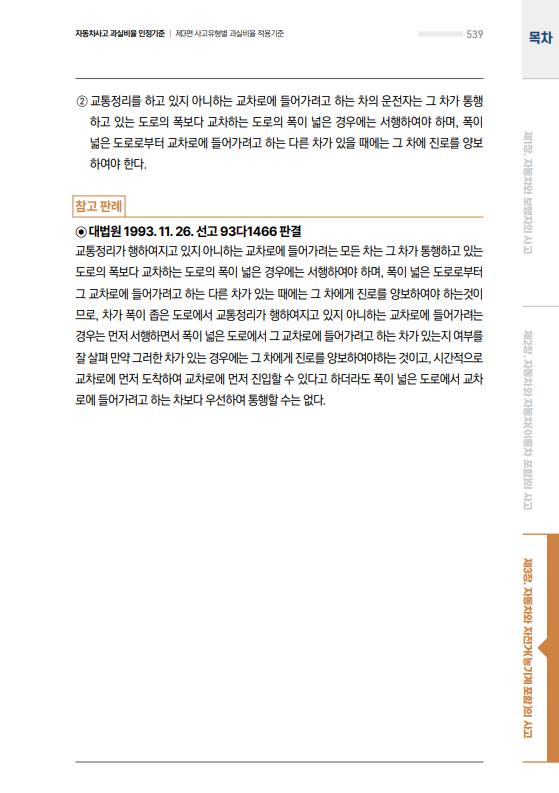 자동차사고 과실비율 인정기준 | 제3편 사고유형별 과실비율 적용기준
539
목차
② 교통정리를 하고 있지 아니하는 교차로에 들어가려고 하는 차의 운전자는 그 차가 통행
하고 있는 도로의 폭보다 교차하는 도로의 폭이 넓은 경우에는 서행하여야 하며, 폭이
넓은 도로로부터 교차로에 들어가려고 하는 다른 차가 있을 때에는 그 차에 진로를 양보
하여야 한다.
참고 판례
◉ 대법원 1993. 11. 26. 선고 93다1466 판결
교통정리가 행하여지고 있지 아니하는 교차로에 들어가려는 모든 차는 그 차가 통행하고 있는
도로의 폭보다 교차하는 도로의 폭이 넓은 경우에는 서행하여야 하며, 폭이 넓은 도로로부터
그 교차로에 들어가려고 하는 다른 차가 있는 때에는 그 차에게 진로를 양보하여야 하는것이
므로, 차가 폭이 좁은 도로에서 교통정리가 행하여지고 있지 아니하는 교차로에 들어가려는
경우는 먼저 서행하면서 폭이 넓은 도로에서 그 교차로에 들어가려고 하는 차가 있는지 여부를
잘 살펴 만약 그러한 차가 있는 경우에는 그 차에게 진로를 양보하여야하는 것이고, 시간적으로
교차로에 먼저 도착하여 교차로에 먼저 진입할 수 있다고 하더라도 폭이 넓은 도로에서 교차
로에 들어가려고 하는 차보다 우선하여 통행할 수는 없다.
제1장. 자동차와 보행자의 사고
제2장. 자동차와 자동차(이륜차 포함)의 사고
제3장. 자동차와 자전거(농기계 포함)의 사고